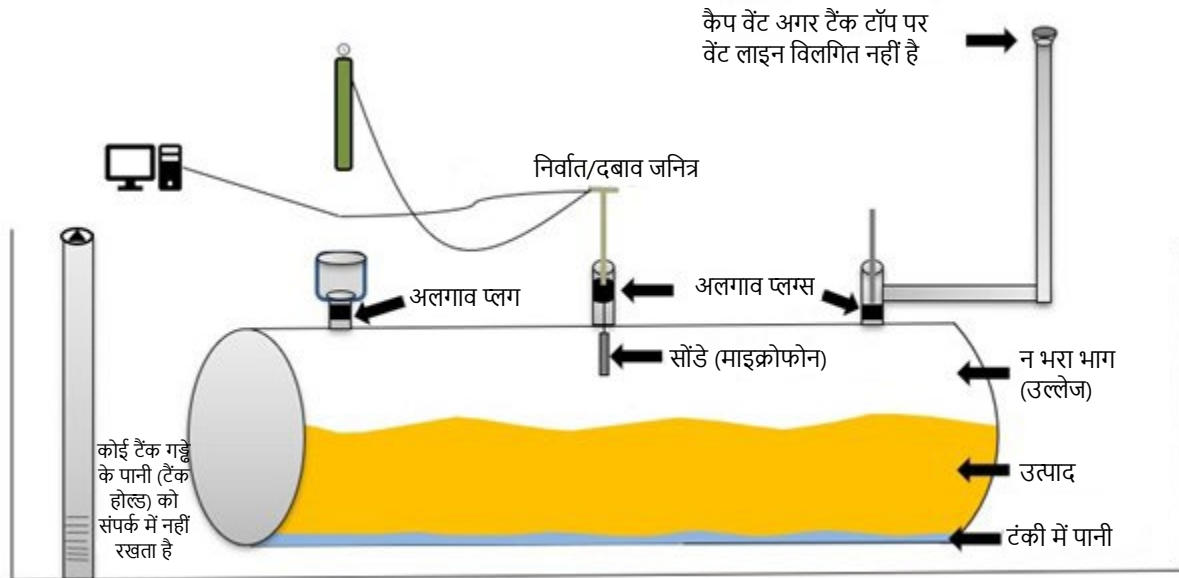 कैप वेंट अगर टैंक टॉप पर
वेंट लाइन विलगित नहीं है
निर्वात/दबाव जनित्र
अलगाव प्लग
अलगाव प्लग्स
सोंडे (माइक्रोफोन)
न भरा भाग
(उल्लेज)
कोई टैंक गड्ढे
के पानी (टैंक
होल्ड) को
संपर्क में नहीं
रखता है
उत्पाद
टंकी में पानी